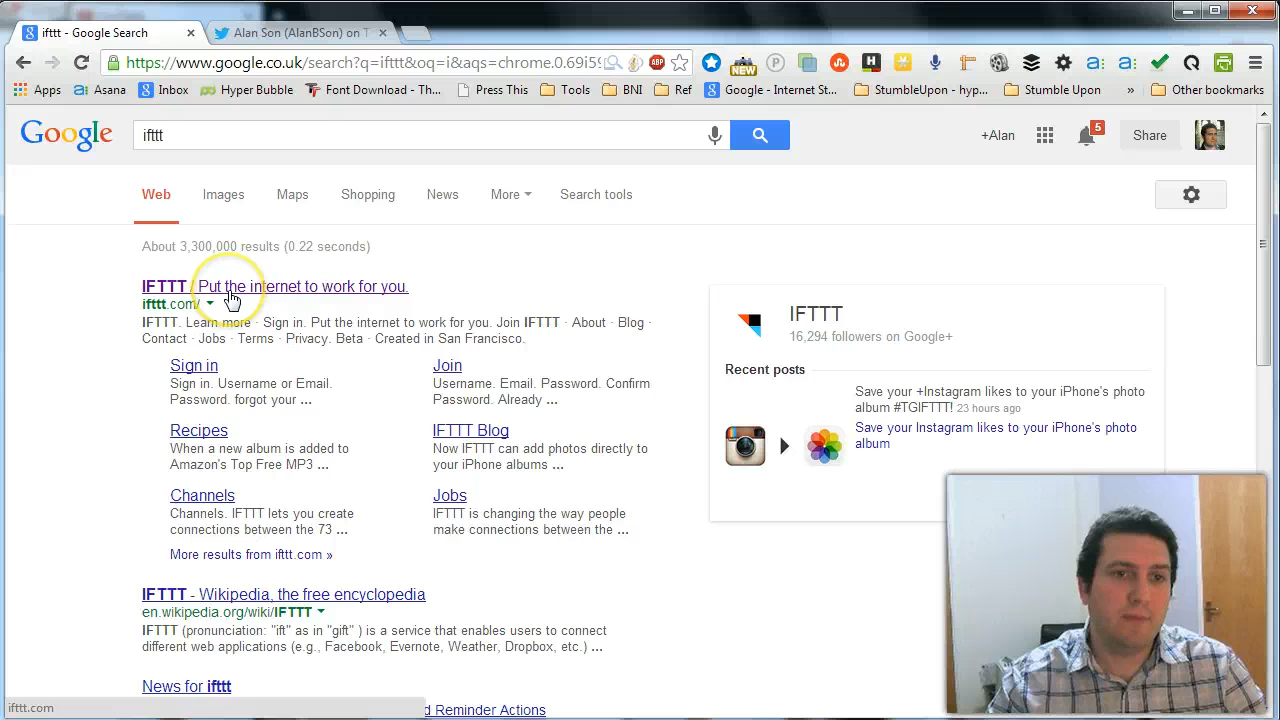 ifttt - Google Search
Alan Son (AlanBSon) on T
https://www.google.co.uk/search?q=ifttt&oq=i&aqs=chrome.0.69i59
ABP
NEW
P
H
a:
a:
Apps
Asana
Inbox
Hyper Bubble
Font Download - Th...
Press This
Tools
BNI
Ref
Google - Internet St...
StumbleUpon - hyp...
Stumble Upon
»
Other bookmarks
Google
ifttt
+Alan
5
Share
Web
Images
Maps
Shopping
News
More
Search tools
About 3,300,000 results (0.22 seconds)
IFTTT / Put the internet to work for you.
ifttt.com/
IFTTT. Learn more · Sign in. Put the internet to work for you. Join IFTTT · About · Blog ·
Contact · Jobs · Terms · Privacy. Beta · Created in San Francisco.
Sign in
Sign in. Username or Email.
Password. forgot your ...
Join
Username. Email. Password. Confirm
Password. Already ...
Recipes
When a new album is added to
Amazon's Top Free MP3 ...
IFTTT Blog
Now IFTTT can add photos directly to
your iPhone albums ...
Channels
Channels. IFTTT lets you create
connections between the 73 ...
Jobs
IFTTT is changing the way people
make connections between the ...
More results from ifttt.com »
IFTTT - Wikipedia, the free encyclopedia
en.wikipedia.org/wiki/IFTTT
IFTTT (pronunciation: "ift" as in "gift" ) is a service that enables users to connect
different web applications (e.g., Facebook, Evernote, Weather, Dropbox, etc.) ...
News for ifttt
d Reminder Actions
IFTTT
16,294 followers on Google+
Recent posts
Save your +Instagram likes to your iPhone's photo
album #TGIFTTT! 23 hours ago
Save your Instagram likes to your iPhone's photo
album
ifttt.com